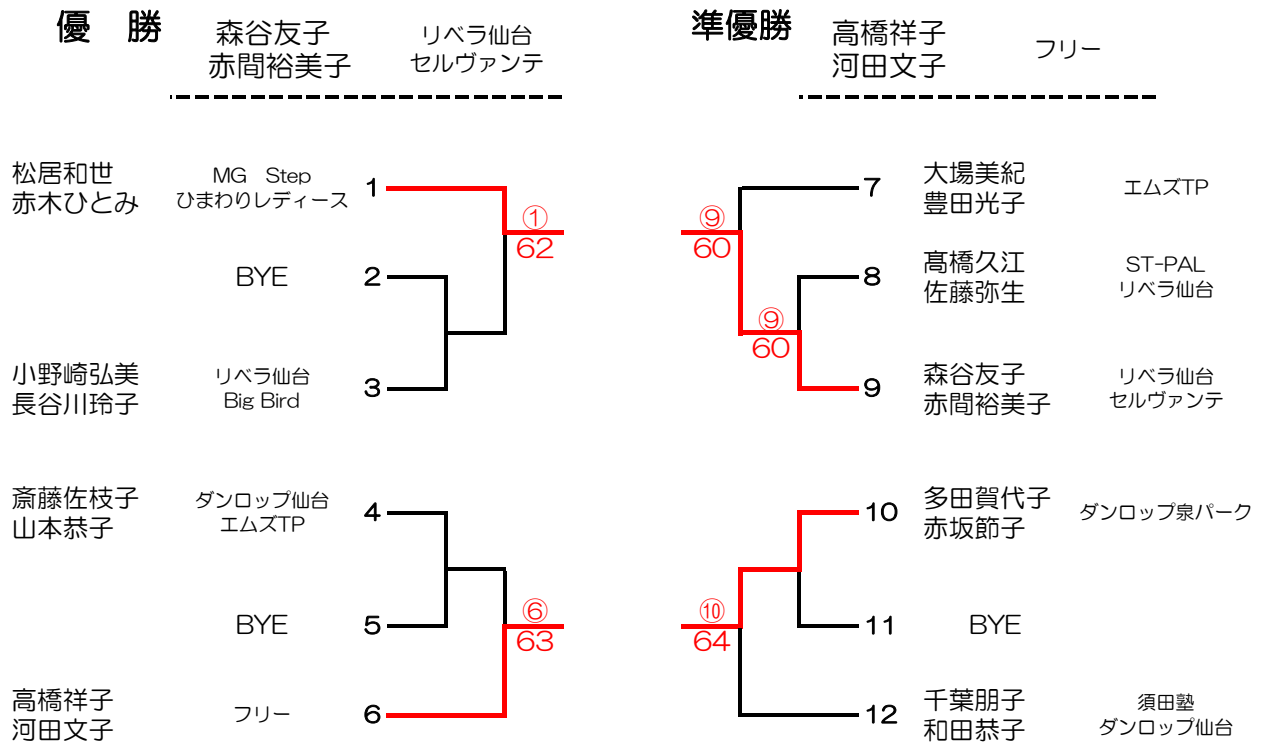 優　勝
森谷友子
赤間裕美子
リベラ仙台
セルヴァンテ
準優勝
高橋祥子
河田文子
フリー
松居和世
赤木ひとみ
MG　Step
ひまわりレディース
1
①
62
BYE
2
小野崎弘美
長谷川玲子
リベラ仙台
Big Bird
3
斎藤佐枝子
山本恭子
ダンロップ仙台
エムズTP
4
BYE
5
⑥
63
高橋祥子
河田文子
フリー
6
⑨
60
7
大場美紀
豊田光子
エムズTP
8
髙橋久江
佐藤弥生
ST-PAL
リベラ仙台
⑨
60
9
森谷友子
赤間裕美子
リベラ仙台
セルヴァンテ
10
多田賀代子
赤坂節子
ダンロップ泉パーク
⑩
64
11
BYE
12
千葉朋子
和田恭子
須田塾
ダンロップ仙台